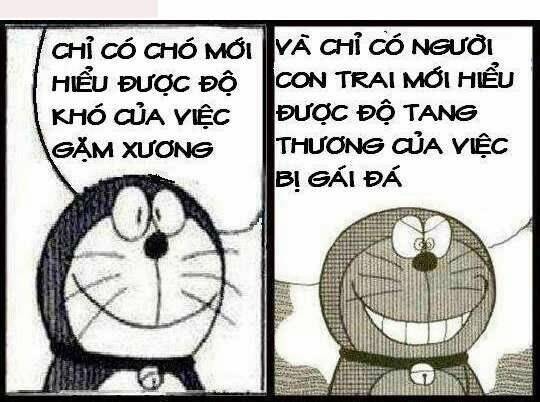 CHỈ CÓ CHÓ MỚI
HIỂU ĐƯỢC ĐỘ
KHÓ CỦA VIỆC
GẶM XƯƠNG
VÀ CHỈ CÓ NGƯỜI
CON TRAI MỚI HIỂU
ĐƯỢC ĐỘ TANG
THƯƠNG CỦA VIỆC
BỊ GÁI ĐÁ